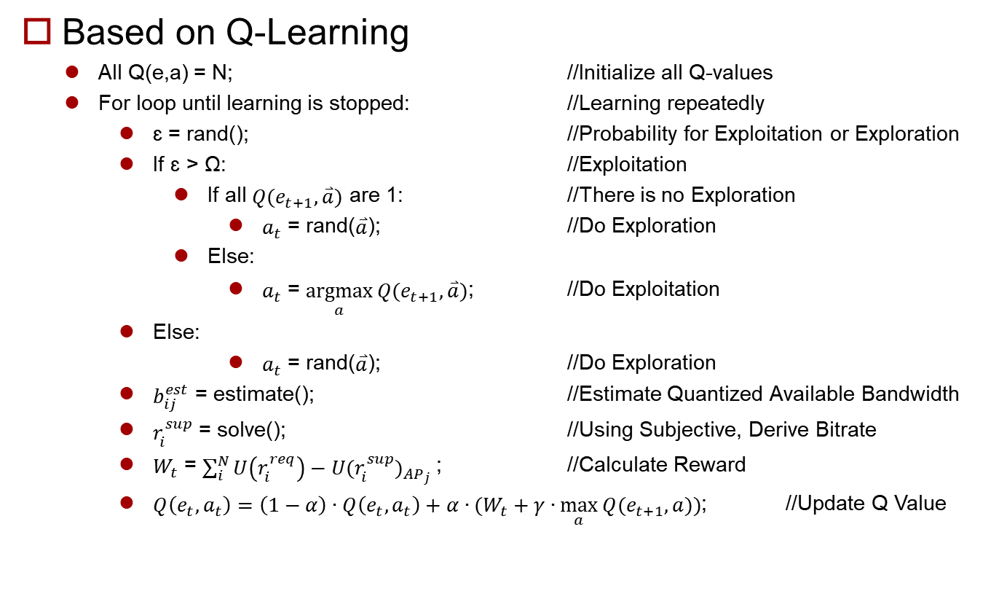 Based on Q-Learning
All Q(e,a) = N; //Initialize all Q-values
For loop until learning is stopped: //Learning repeatedly
ε = rand(); //Probability for Exploitation or Exploration
If ε > Ω: //Exploitation
If all $Q(e_{t+1}, \vec{a})$ are 1: //There is no Exploration
$a_t$ = rand($\vec{a}$); //Do Exploration
Else:
$a_t$ = $\underset{a}{\text{argmax}}\, Q(e_{t+1}, \vec{a})$; //Do Exploitation
Else:
$a_t$ = rand($\vec{a}$); //Do Exploration
$b_{ij}^{est}$ = estimate(); //Estimate Quantized Available Bandwidth
$r_i^{sup}$ = solve(); //Using Subjective, Derive Bitrate
$W_t$ = $\sum_i^N U(r_i^{req}) - U(r_i^{sup})_{AP_j}$ ; //Calculate Reward
$Q(e_t, a_t) = (1 - \alpha) \cdot Q(e_t, a_t) + \alpha \cdot (W_t + \gamma \cdot \underset{a}{\max}\, Q(e_{t+1}, a))$; //Update Q Value